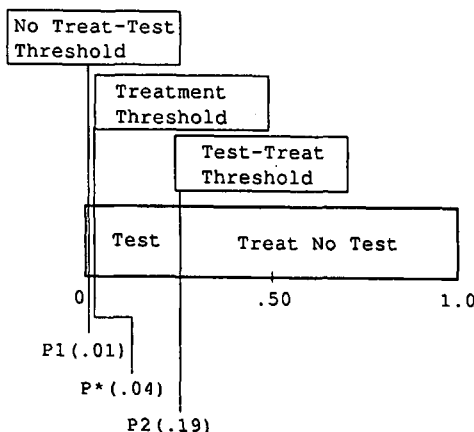 No Treat-Test
Threshold
Treatment
Threshold
Test-Treat
Threshold
Test
Treat No Test
0
.50
1.0
P1(.01)
P*(.04)
P2(.19)